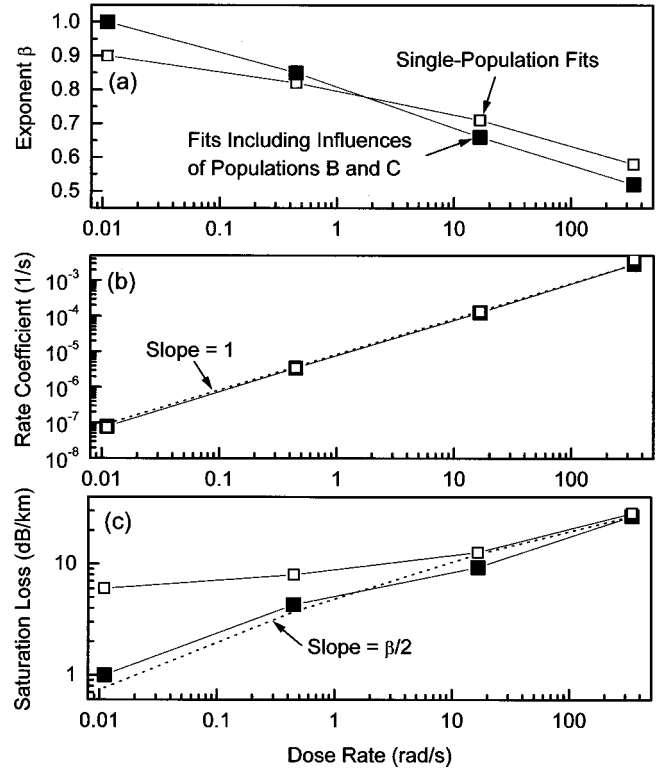 1.0
0.9
0.8
0.7
0.6
0.5
Exponent β
(a)
Single-Population Fits
Fits Including Influences
of Populations B and C
0.01
0.1
1
10
100
10⁻³
10⁻⁴
10⁻⁵
10⁻⁶
10⁻⁷
10⁻⁸
Rate Coefficient (1/s)
(b)
Slope = 1
0.01
0.1
1
10
100
10
1
Saturation Loss (dB/km)
(c)
Slope = β/2
0.01
0.1
1
10
100
Dose Rate (rad/s)